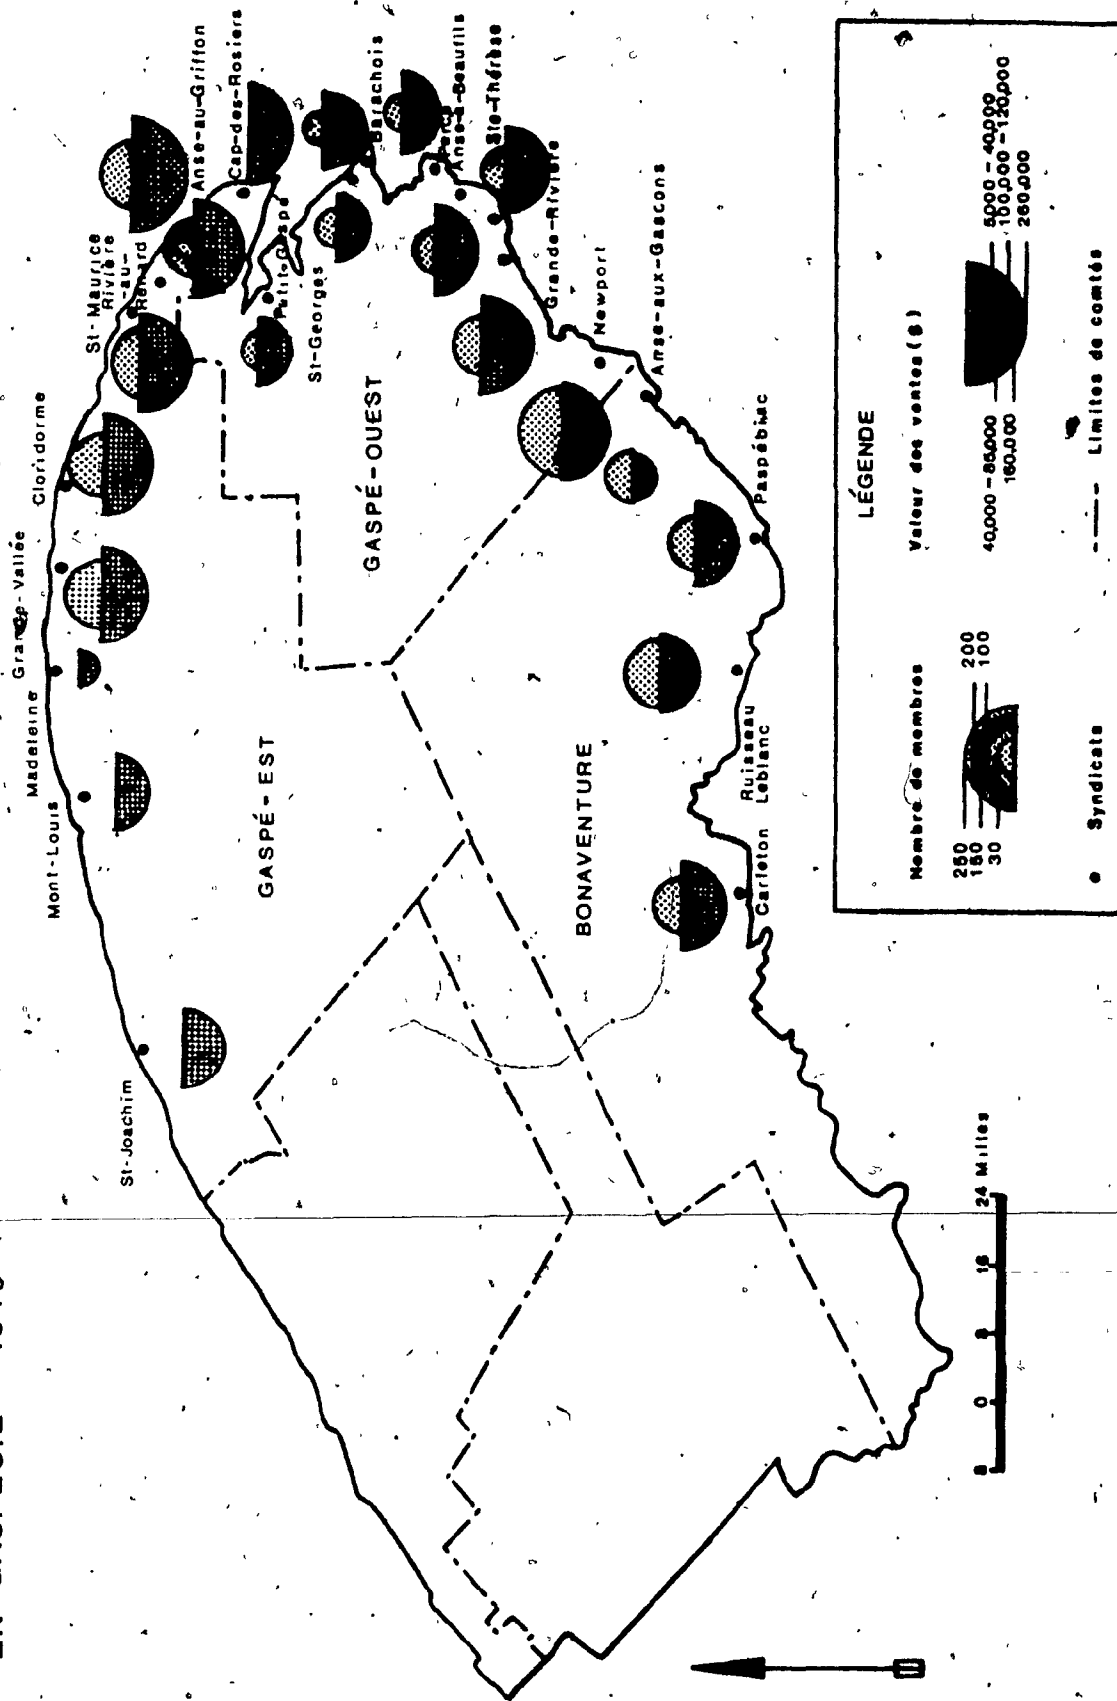 Anse-au-Griffon
Cap-des-Rosiers
St-Maurice
Rivière
-au-
Renard
Cloridorme
Grande-Vallée
Madeleine
Mont-Louis
St-Joachim
Petit-Gaspé
St-Georges
Barachois
Percé
Anse-à-Beaufils
Ste-Thérèse
Grande-Rivière
Newport
Anse-aux-Gascons
Paspébiac
Ruisseau
Leblanc
Carleton
GASPÉ-OUEST
GASPÉ-EST
BONAVENTURE
LÉGENDE
Nombre de membres
250
150
30
200
100
Valeur des ventes ($)
40,000-85,000
160,000
5000-40,000
100,000-120,000
260,000
Syndicats
Limites de comtés
8 0 8 16 24 Milles